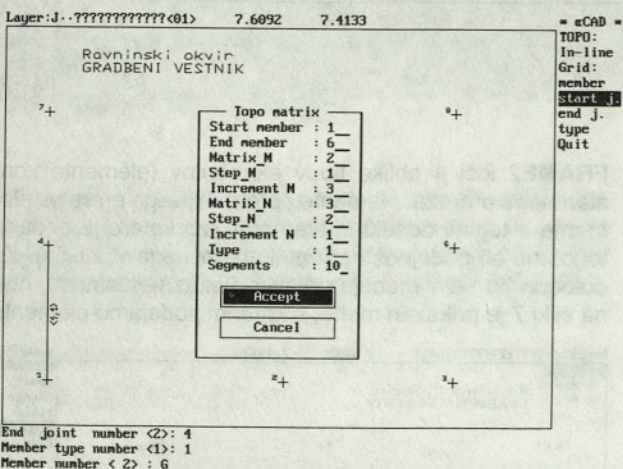 Layer:J··????????????<01> 7.6092 7.4133
Ravninski okvir
GRADBENI VESTNIK
7
9
4
6
<1>
1
2
3
Topo matrix
Start member : 1
End member : 6
Matrix_M : 2
Step_M : 1
Increment M : 3
Matrix_N : 3
Step_N : 2
Increment N : 1
Type : 1
Segments : 10
Accept
Cancel
* αCAD *
TOPO:
In-line
Grid:
member
start j.
end j.
type
Quit
End joint number <2>: 4
Member type number <1>: 1
Member number < 2> : G